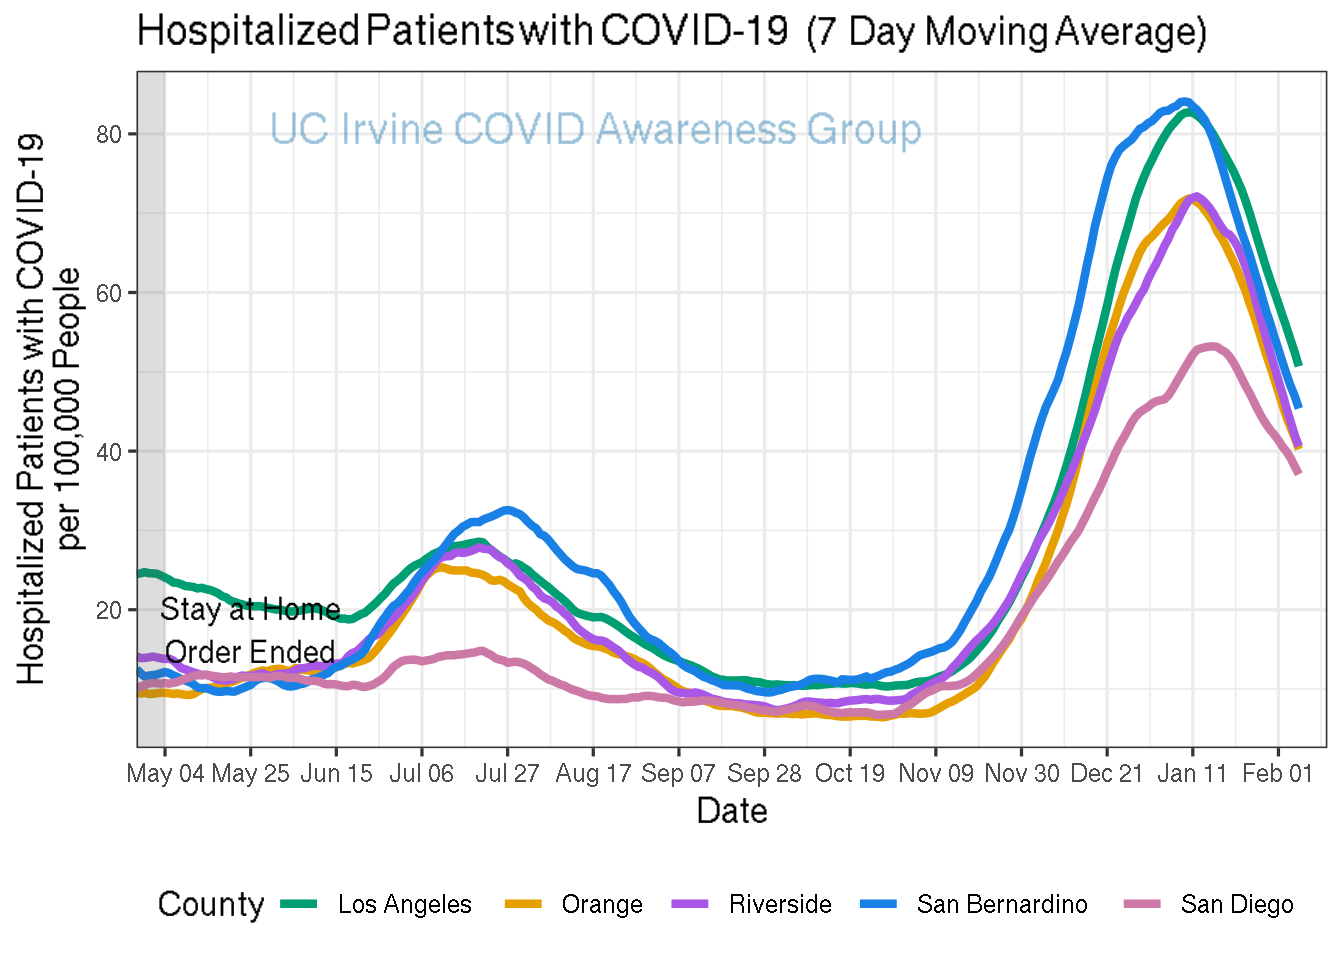 Hospitalized Patients with COVID-19 (7 Day Moving Average)
UC Irvine COVID Awareness Group
Hospitalized Patients with COVID-19
per 100,000 People
80
60
40
20
Stay at Home
Order Ended
May 04 May 25 Jun 15 Jul 06 Jul 27 Aug 17 Sep 07 Sep 28 Oct 19 Nov 09 Nov 30 Dec 21 Jan 11 Feb 01
Date
County Los Angeles Orange Riverside San Bernardino San Diego